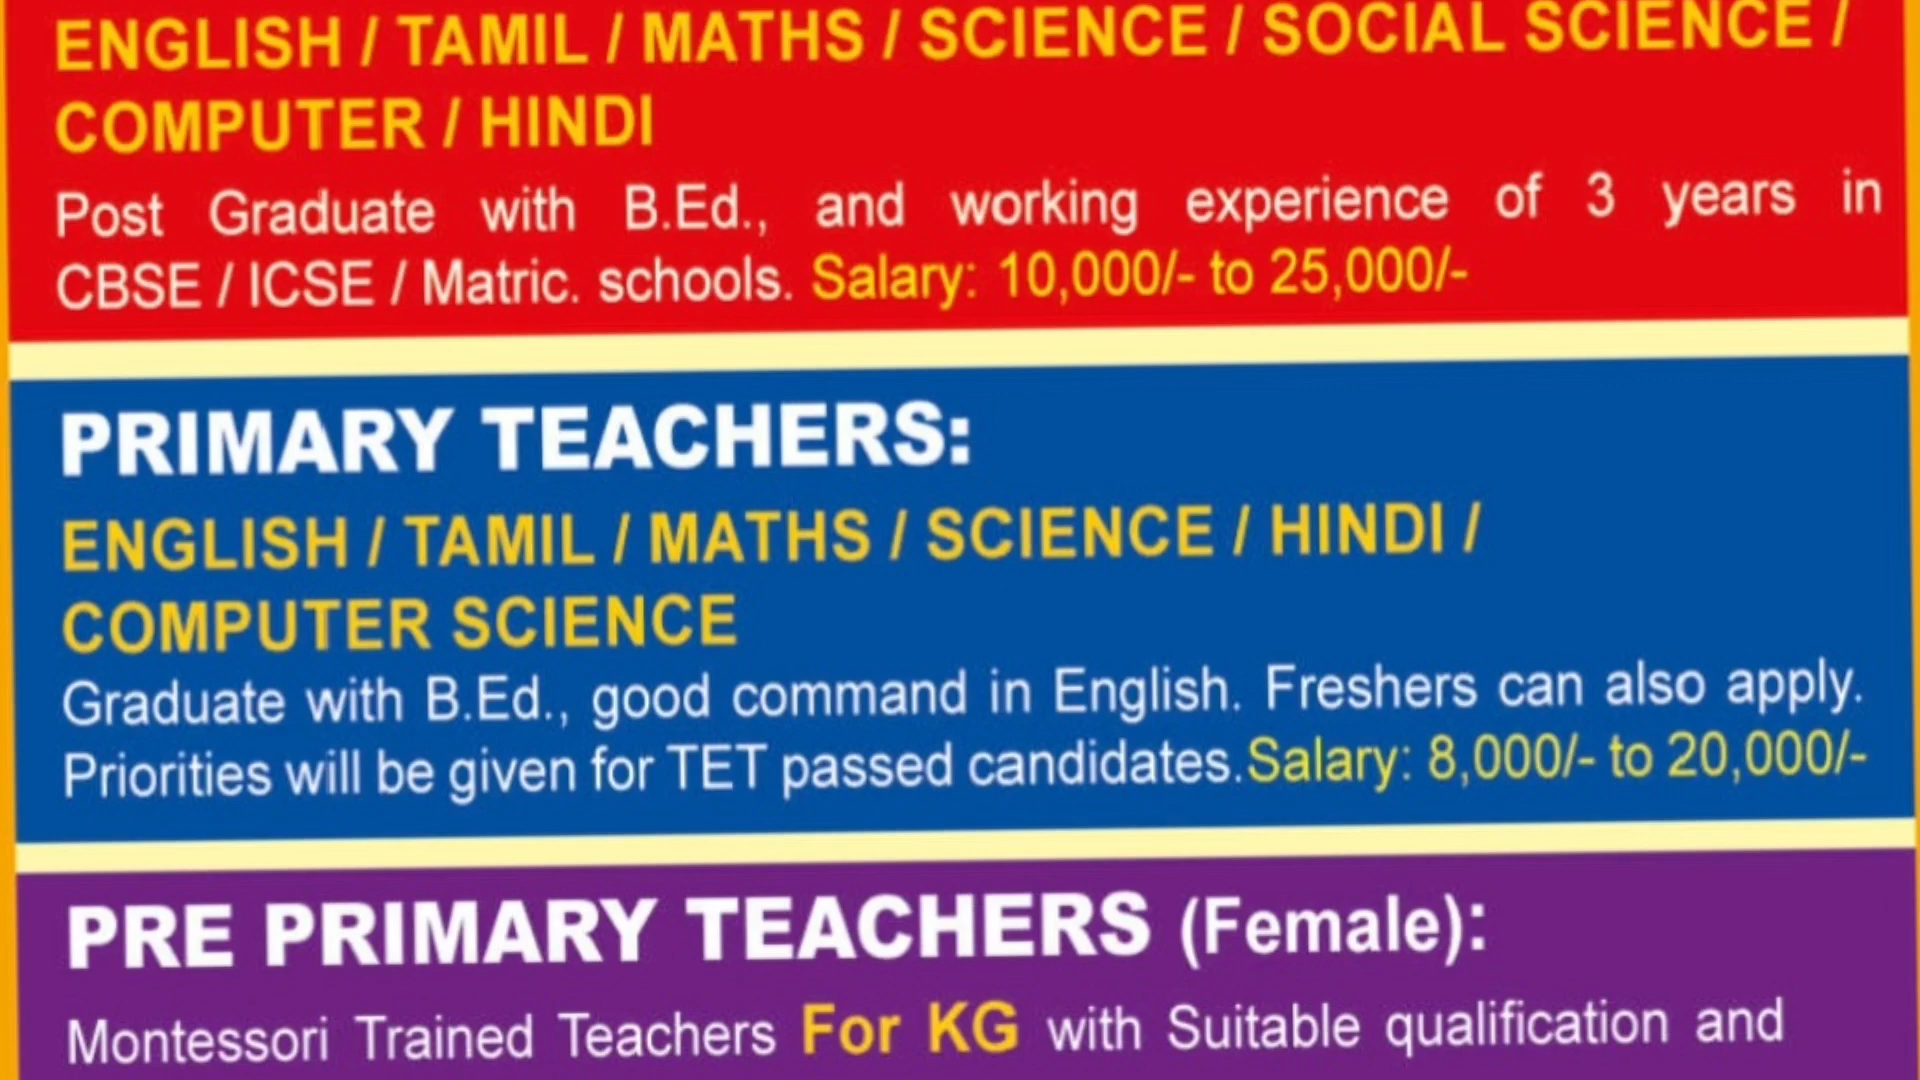 ENGLISH / TAMIL / MATHS / SCIENCE / SOCIAL SCIENCE /
COMPUTER / HINDI
Post Graduate with B.Ed., and working experience of 3 years in
CBSE / ICSE / Matric. schools. Salary: 10,000/- to 25,000/-
PRIMARY TEACHERS:
ENGLISH / TAMIL / MATHS / SCIENCE / HINDI /
COMPUTER SCIENCE
Graduate with B.Ed., good command in English. Freshers can also apply.
Priorities will be given for TET passed candidates.Salary: 8,000/- to 20,000/-
PRE PRIMARY TEACHERS (Female):
Montessori Trained Teachers For KG with Suitable qualification and